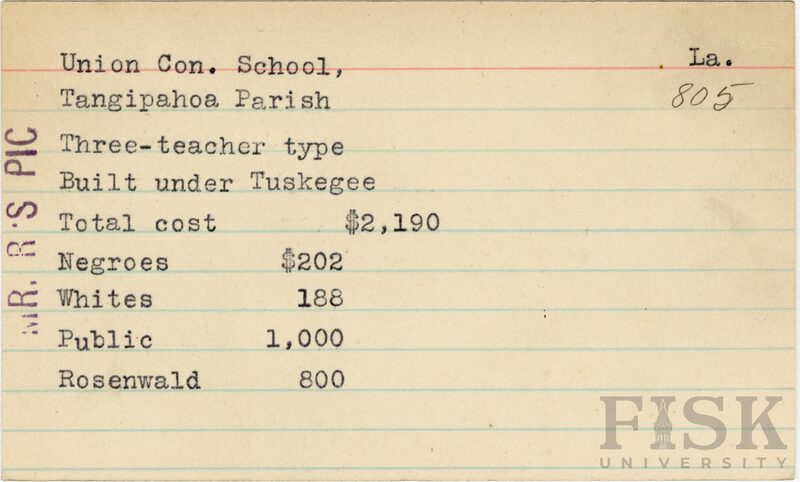 Union Con. School,
La.
Tangipahoa Parish
805
Three-teacher type
Built under Tuskegee
Total cost $2,190
Negroes $202
Whites 188
Public 1,000
Rosenwald 800
MR. R'S PIC
FISK
UNIVERSITY